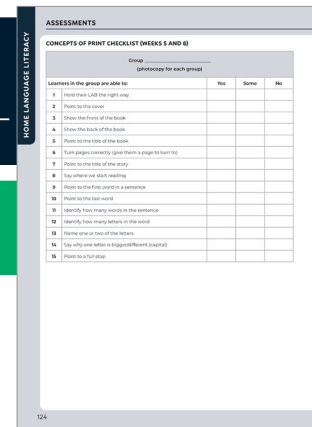 ASSESSMENTS
HOME LANGUAGE LITERACY
CONCEPTS OF PRINT CHECKLIST (WEEKS 5 AND 6)
Group
(photocopy for each group)
Learners in the group are able to: Yes Some No
1 Hold their LAB the right way
2 Point to the cover
3 Show the front of the book
4 Show the back of the book
5 Point to the title of the book
6 Turn pages correctly (give them a page to turn to)
7 Point to the title of the story
8 Say where we start reading
9 Point to the first word in a sentence
10 Point to the last word
11 Identify how many words in the sentence
12 Identify how many letters in the word
13 Name one or two of the letters
14 Say why one letter is bigger/different (capital)
15 Point to a full stop
124